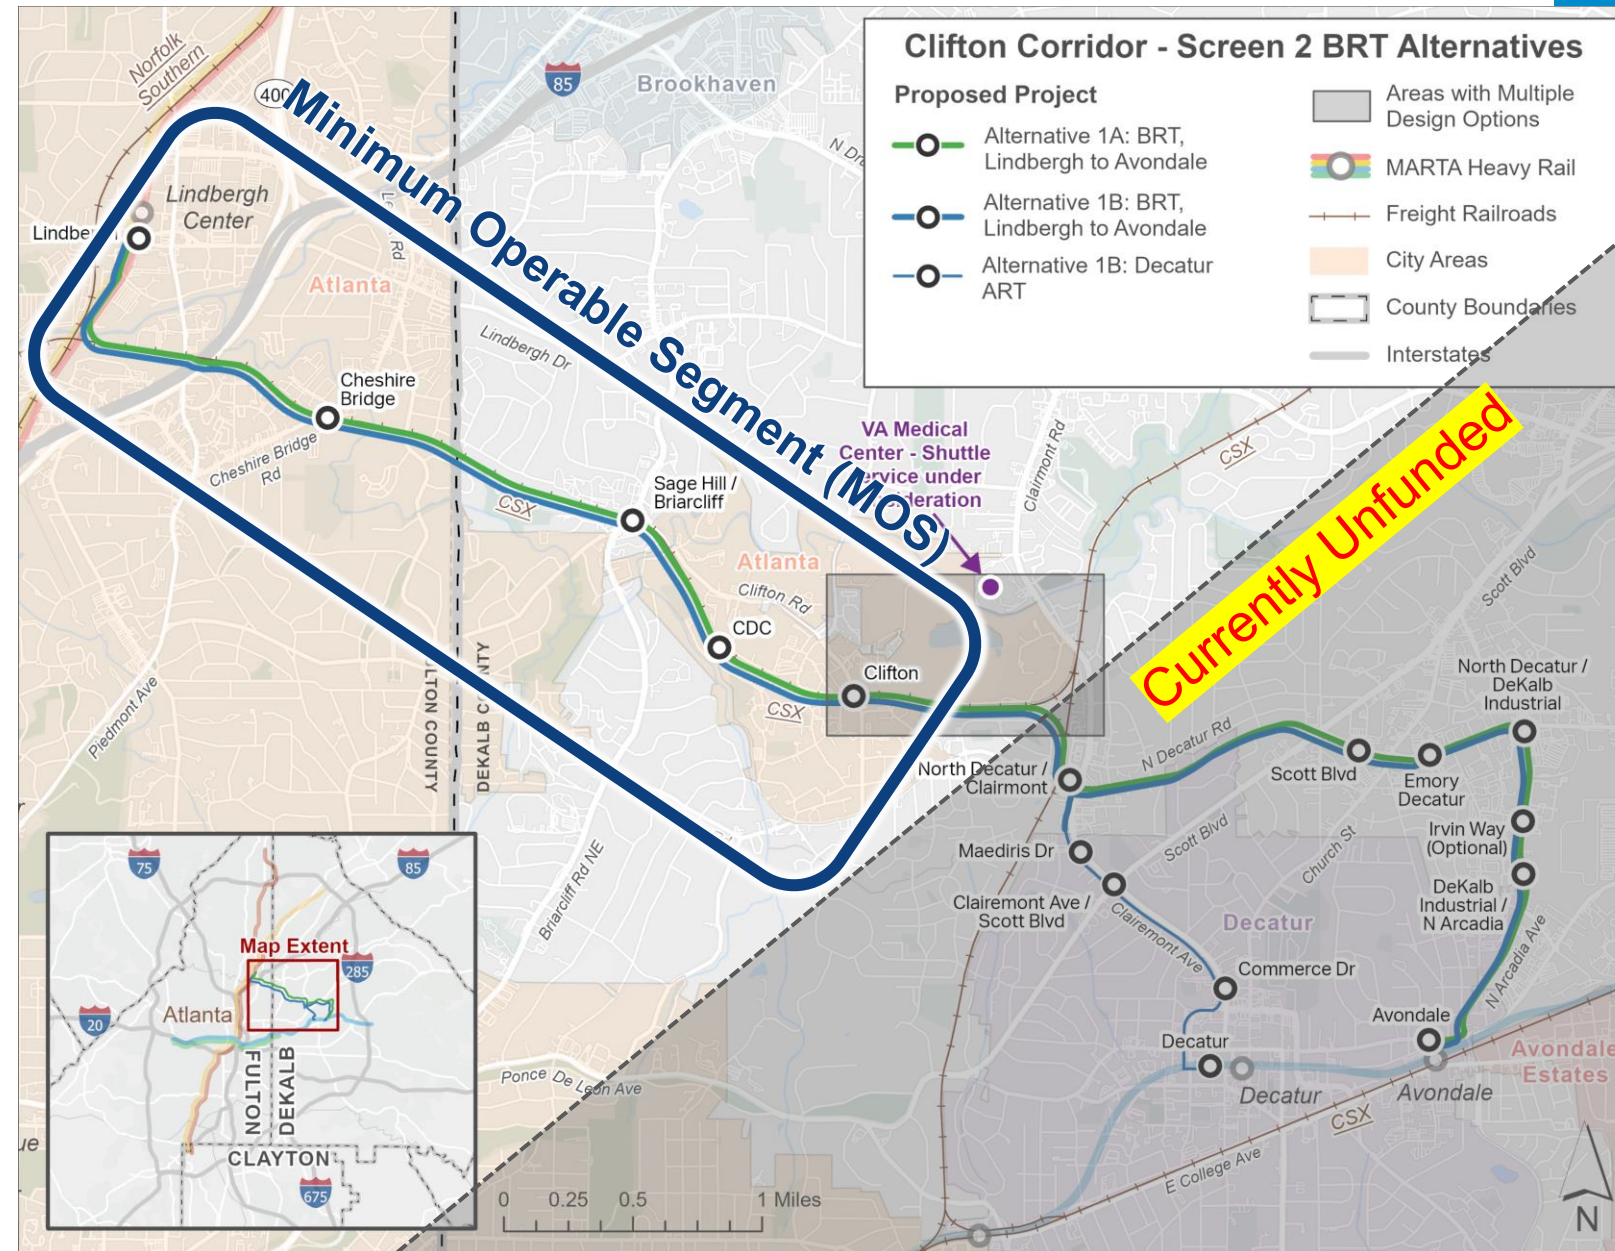 Clifton Corridor - Screen 2 BRT Alternatives
Proposed Project
Alternative 1A: BRT,
Lindbergh to Avondale
Alternative 1B: BRT,
Lindbergh to Avondale
Alternative 1B: Decatur
ART
Areas with Multiple
Design Options
MARTA Heavy Rail
Freight Railroads
City Areas
County Boundaries
Interstates
Norfolk
Southern
400
85
Brookhaven
Minimum Operable Segment (MOS)
Lindbergh
Center
Atlanta
Lindbergh Dr
Cheshire
Bridge
Cheshire Bridge
Rd
CSX
Sage Hill /
Briarcliff
VA Medical
Center - Shuttle
under
Clairmont Rd
CSX
Currently Unfunded
Scott Blvd
Atlanta
Clifton Rd
CDC
Clifton
CSX
Piedmont Ave
DEKALB COUNTY
COUNTY
Briarcliff Rd NE
North Decatur /
Clairmont
N Decatur Rd
North Decatur /
DeKalb
Industrial
Scott Blvd
Emory
Decatur
Irvin Way
(Optional)
Maediris Dr
Scott Blvd
Church St
DeKalb
Industrial /
N Arcadia
Clairemont Ave /
Scott Blvd
Clairemont Ave
Decatur
N Arcadia Ave
Commerce Dr
Avondale
Decatur
Avondale
Estates
Decatur
Avondale
CSX
E College Ave
Ponce De Leon Ave
75
85
Map Extent
285
Atlanta
20
FULTON
DEKALB
CLAYTON
675
0 0.25 0.5 1 Miles
N